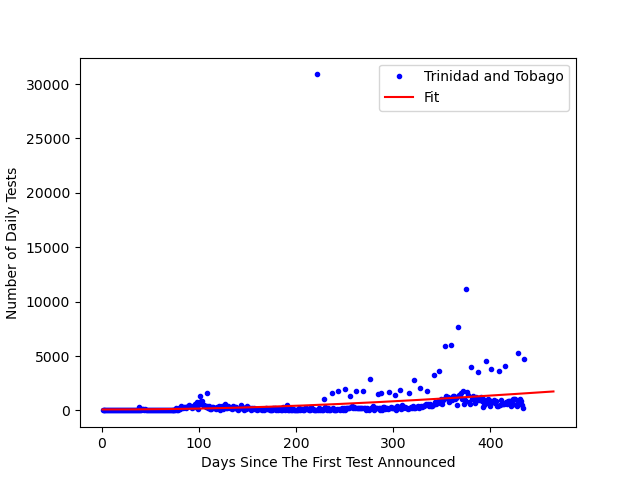 Trinidad and Tobago
Fit
30000
25000
20000
15000
10000
5000
0
Number of Daily Tests
0 100 200 300 400
Days Since The First Test Announced